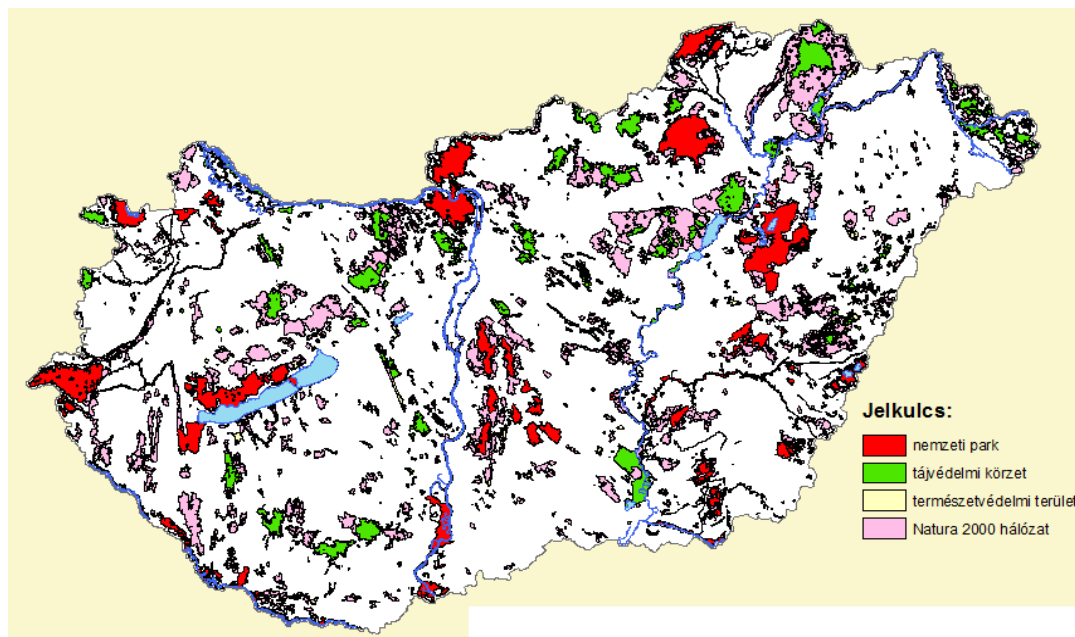 Jelkulcs:
nemzeti park
tájvédelmi körzet
természetvédelmi terület
Natura 2000 hálózat